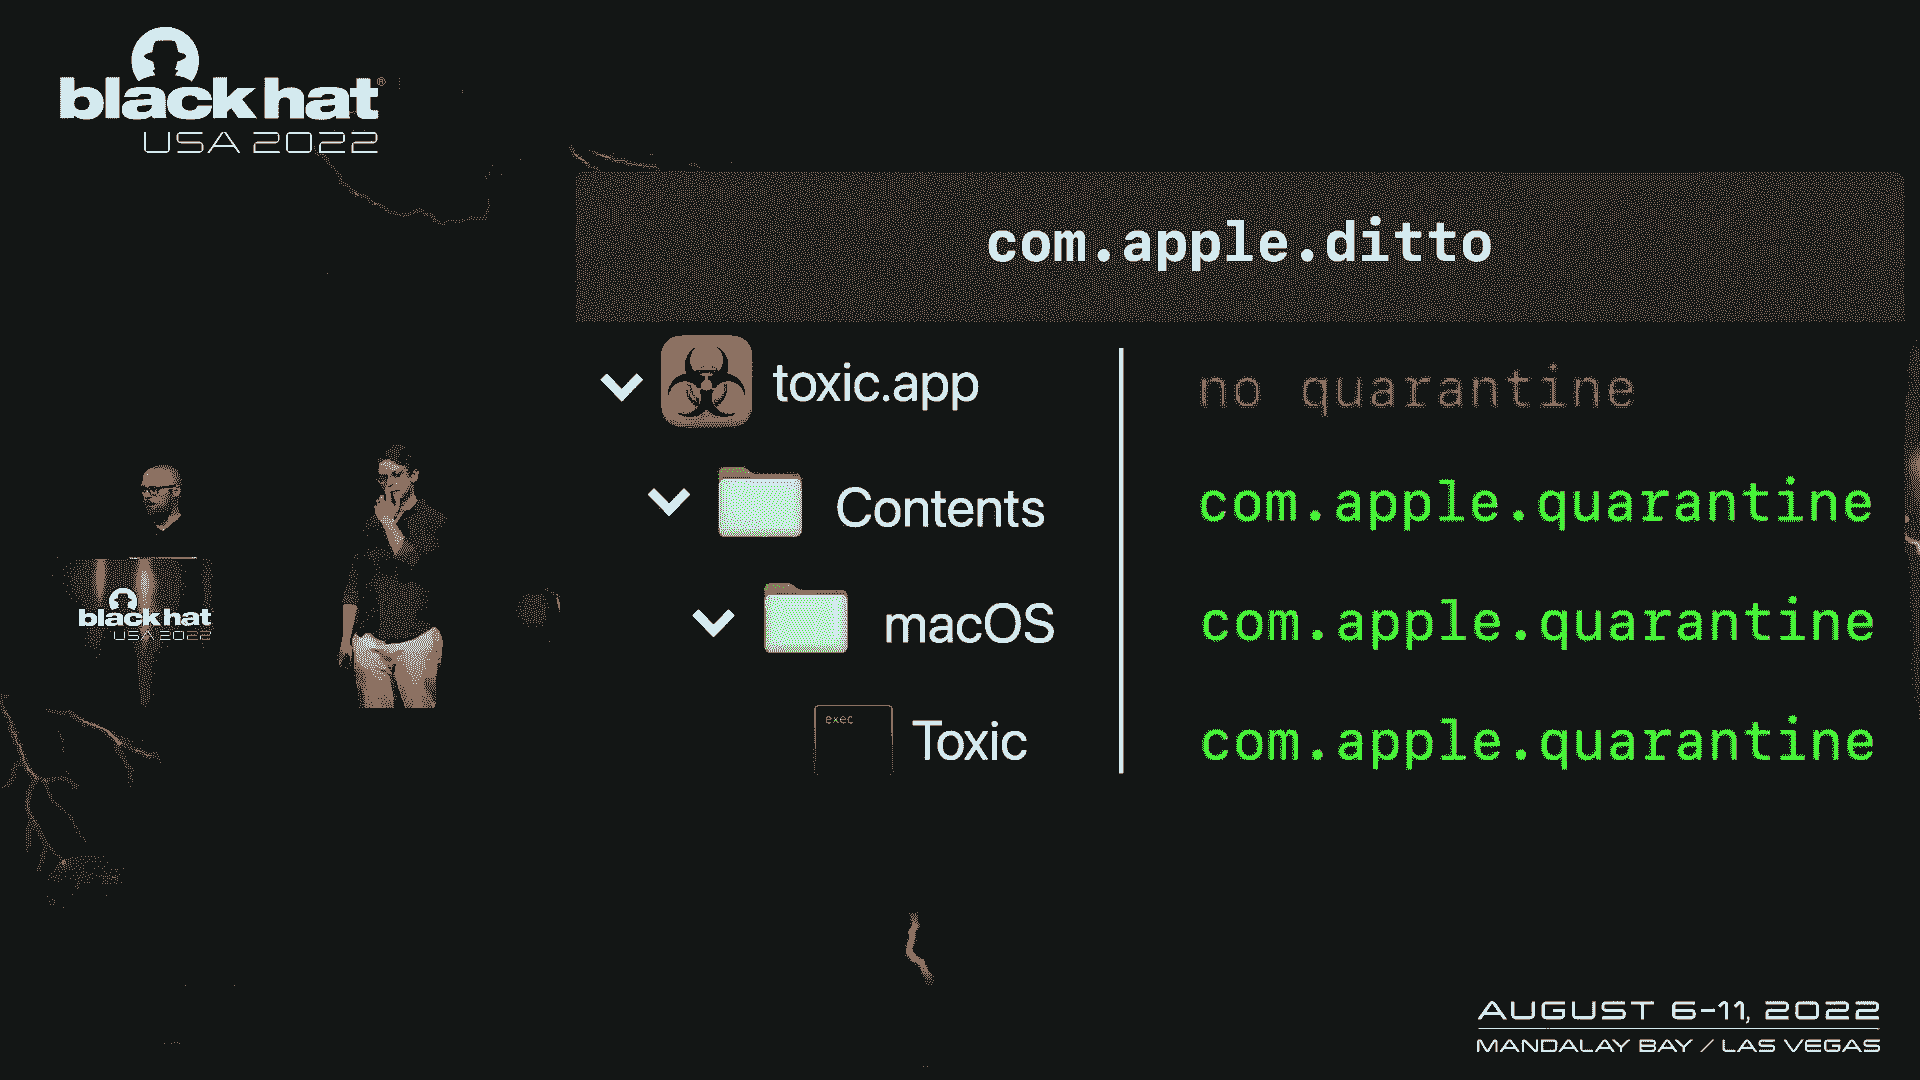 black hat®
USA 2022
com.apple.ditto
toxic.app
no quarantine
Contents
com.apple.quarantine
macOS
com.apple.quarantine
exec
Toxic
com.apple.quarantine
black hat
USA 2022
AUGUST 6-11, 2022
MANDALAY BAY / LAS VEGAS